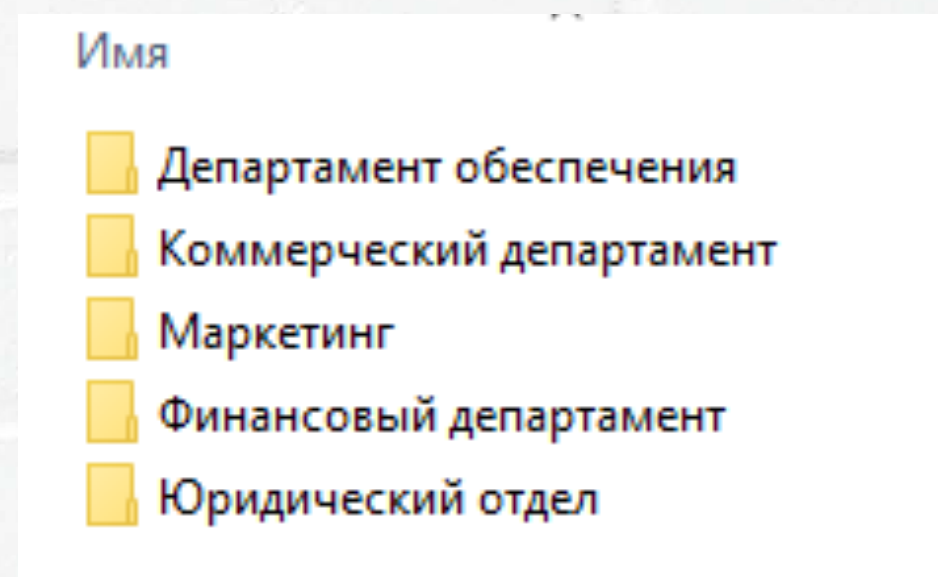 Имя
Департамент обеспечения
Коммерческий департамент
Маркетинг
Финансовый департамент
Юридический отдел